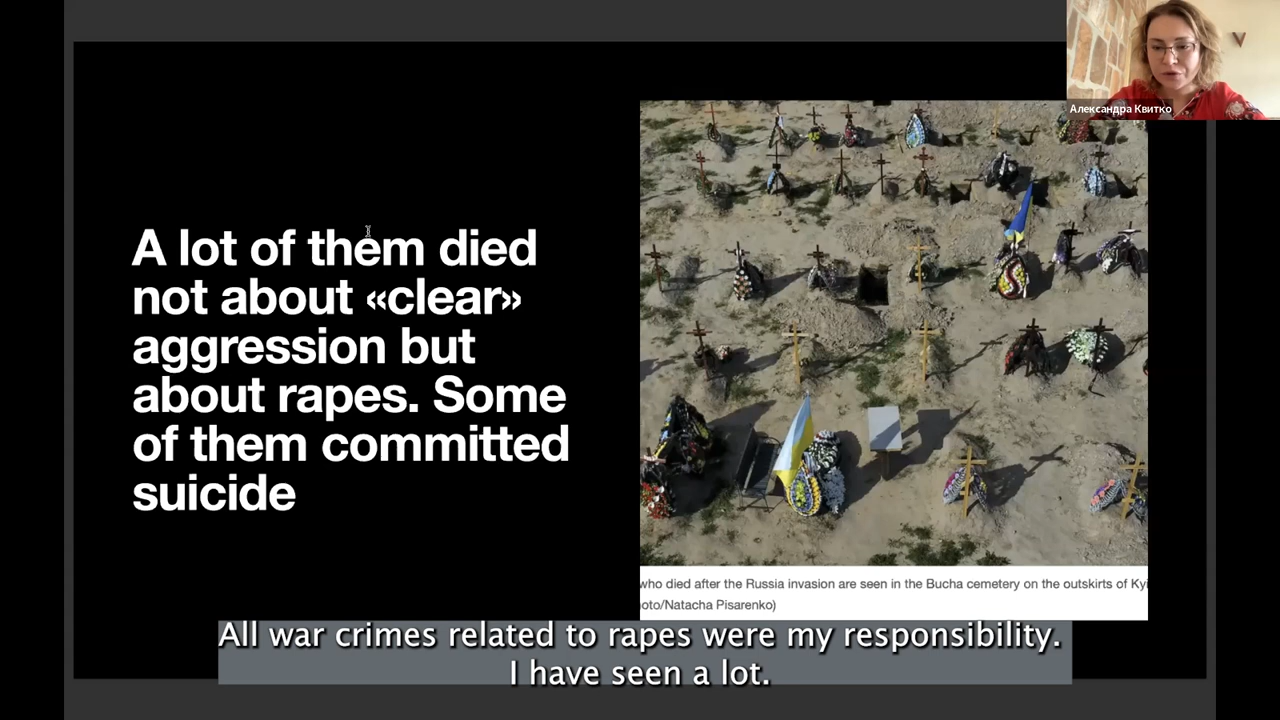 Александра Квитко
A lot of them died
not about «clear»
aggression but
about rapes. Some
of them committed
suicide
who died after the Russia invasion are seen in the Bucha cemetery on the outskirts of Kyi
oto/Natacha Pisarenko)
All war crimes related to rapes were my responsibility.
I have seen a lot.